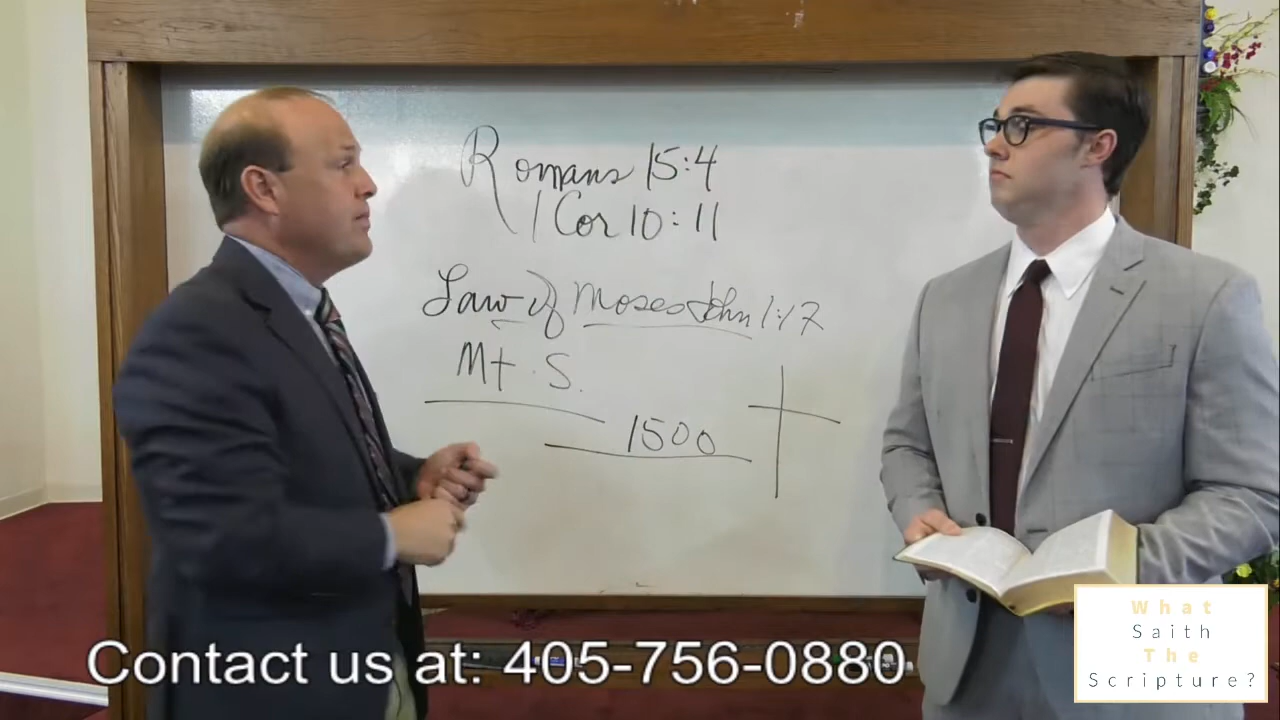 Romans 15:4
1 Cor 10:11
Law of Moses John 1:17
Mt. S.
1500
Contact us at: 405-756-0880
What
Saith
The
Scripture?